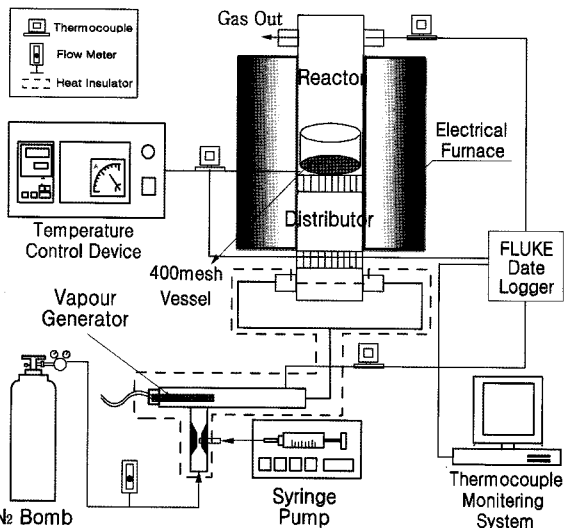 Thermocouple
Flow Meter
Heat Insulator
Gas Out
Reactor
Electrical
Furnace
Temperature
Control Device
Distributor
400mesh
Vessel
FLUKE
Date
Logger
Vapour
Generator
N₂ Bomb
Syringe
Pump
Thermocouple
Monitering
System